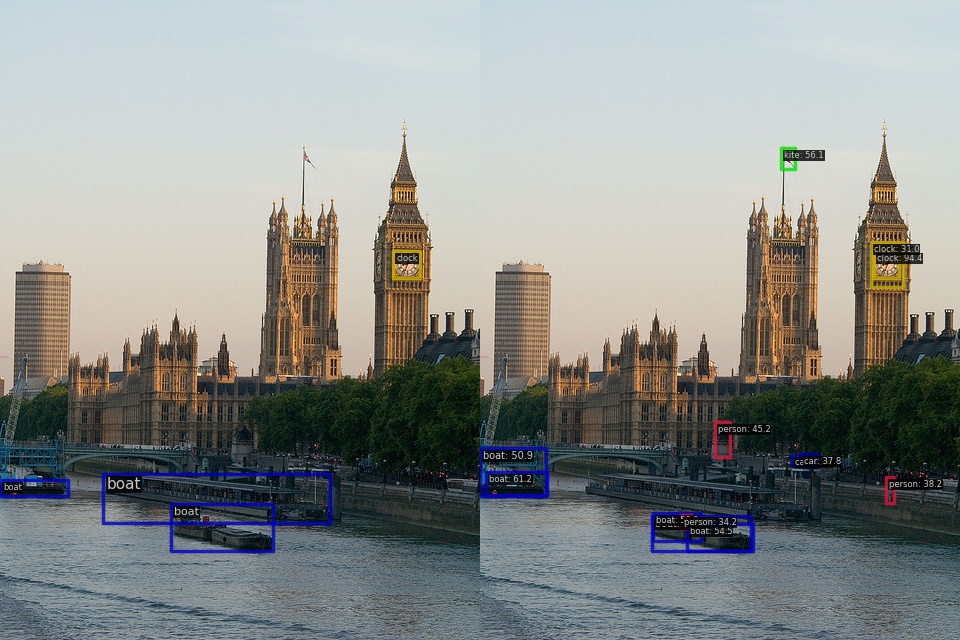 clock
boat
boat
boat
kite: 56.1
clock: 31.0
clock: 94.4
person: 45.2
boat: 50.9
car: 37.8
boat: 61.2
person: 38.2
boat:
person: 34.2
boat: 54.5